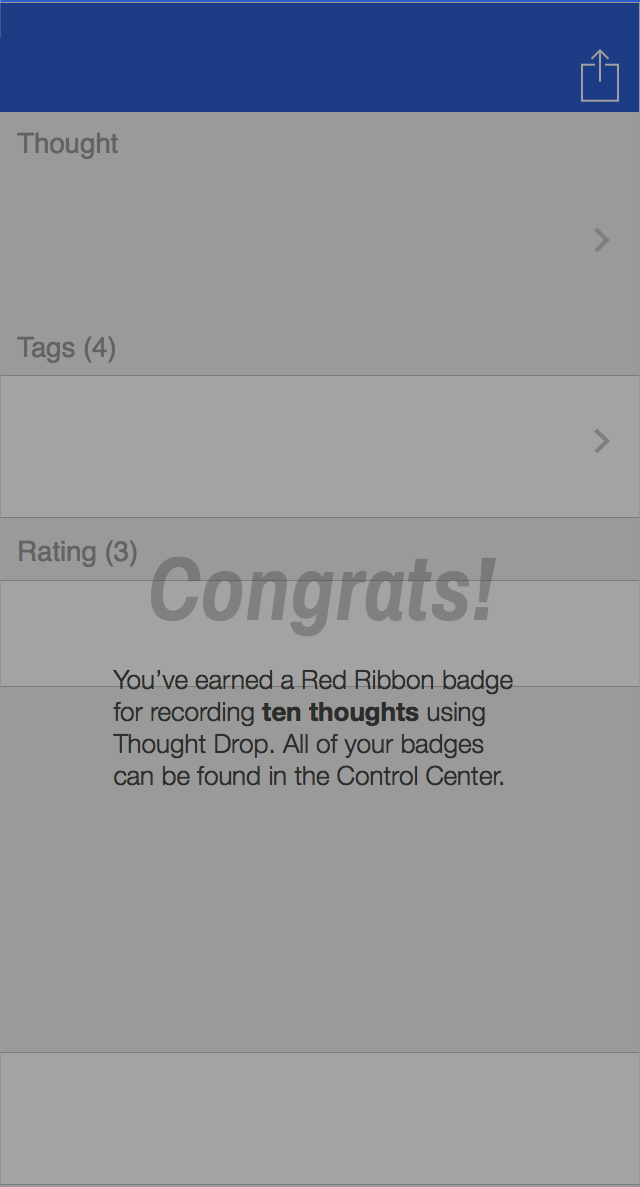 Thought
Tags (4)
Rating (3)
Congrats!
You’ve earned a Red Ribbon badge
for recording ten thoughts using
Thought Drop. All of your badges
can be found in the Control Center.